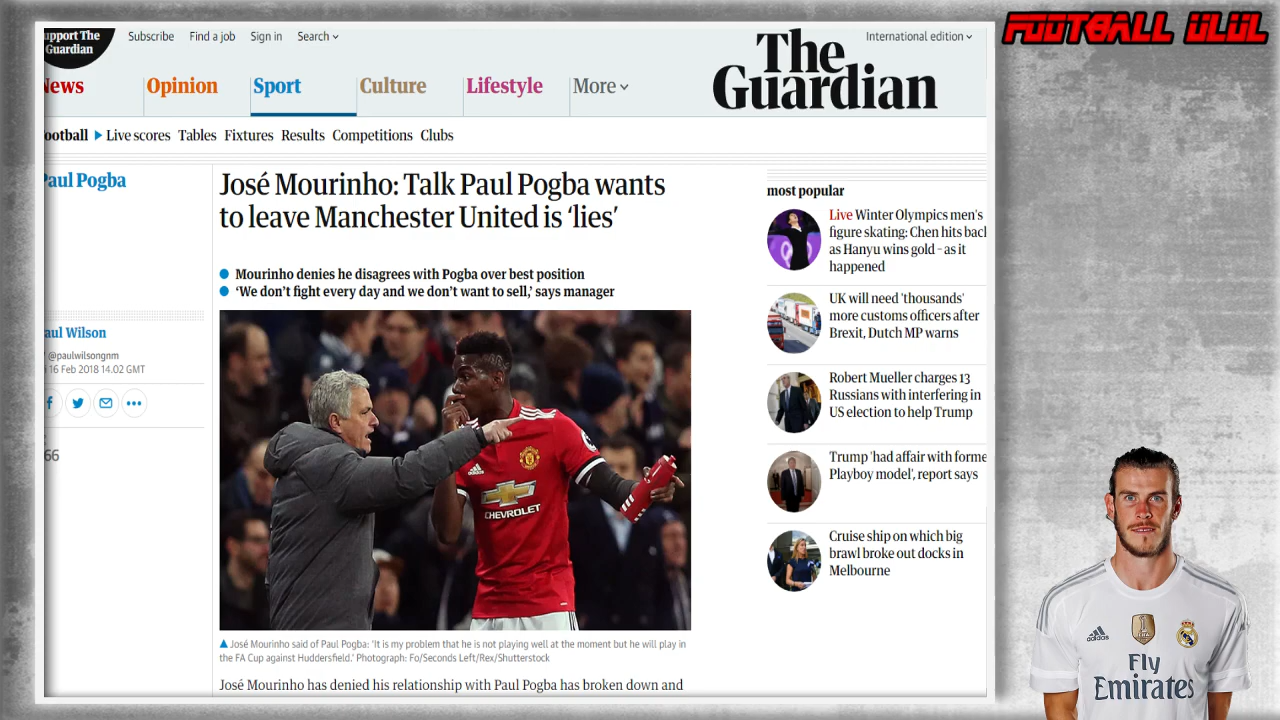 upport The
Guardian
Subscribe Find a job Sign in Search
International edition
FOOTBALL ULUL
ews Opinion Sport Culture Lifestyle More
The
Guardian
ootball Live scores Tables Fixtures Results Competitions Clubs
aul Pogba
José Mourinho: Talk Paul Pogba wants
to leave Manchester United is ‘lies’
Mourinho denies he disagrees with Pogba over best position
‘We don’t fight every day and we don’t want to sell,’ says manager
aul Wilson
@paulwilsongnm
16 Feb 2018 14.02 GMT
66
CHEVROLET
adidas
José Mourinho said of Paul Pogba: ‘It is my problem that he is not playing well at the moment but he will play in
the FA Cup against Huddersfield.’ Photograph: Fo/Seconds Left/Rex/Shutterstock
José Mourinho has denied his relationship with Paul Pogba has broken down and
most popular
Live Winter Olympics men's
figure skating: Chen hits back
as Hanyu wins gold – as it
happened
UK will need 'thousands'
more customs officers after
Brexit, Dutch MP warns
Robert Mueller charges 13
Russians with interfering in
US election to help Trump
Trump 'had affair with forme
Playboy model', report says
Cruise ship on which big
brawl broke out docks in
Melbourne
adidas
Fly
Emirates